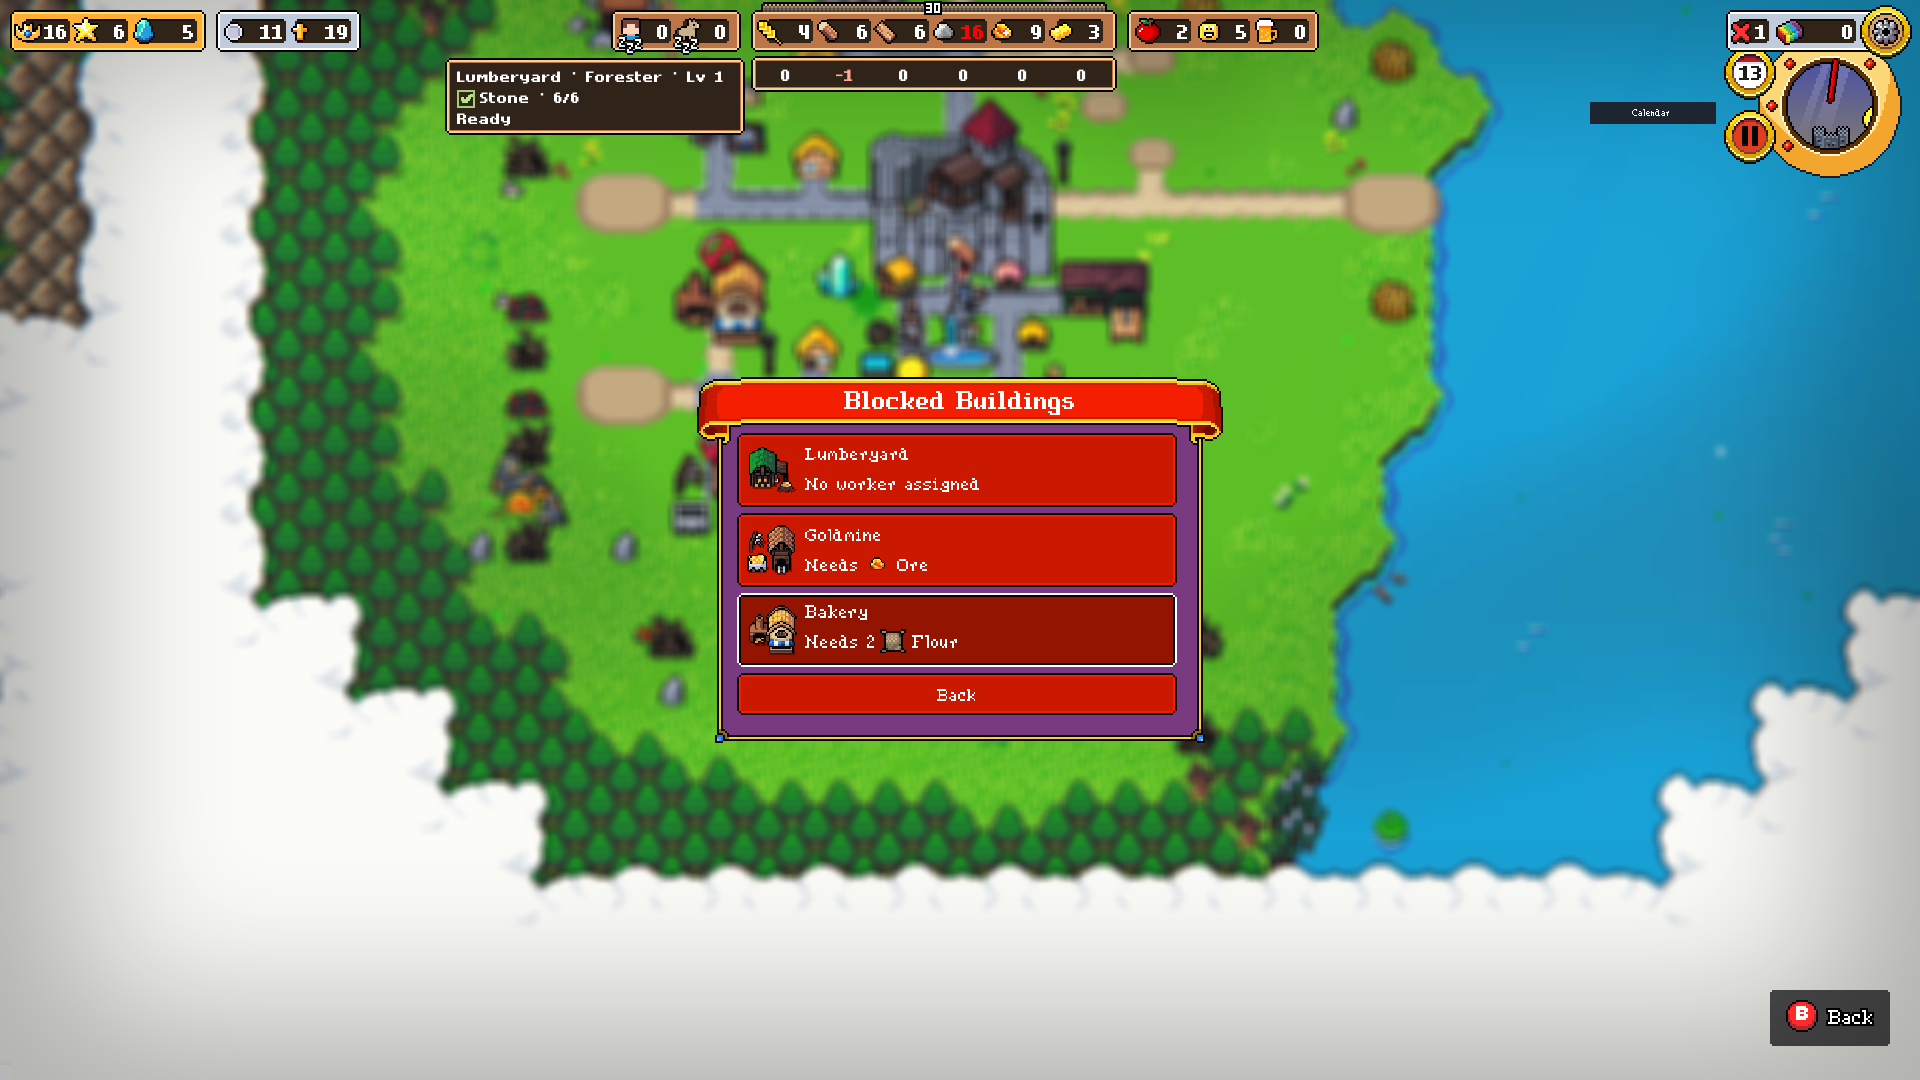 16 6 5
11 19
0 0
30
4 6 6 16 9 3
2 5 0
1 0
Lumberyard · Forester · Lv 1
Stone · 6/6
Ready
0 -1 0 0 0 0
13
Calendar
Blocked Buildings
Lumberyard
No worker assigned
Goldmine
Needs Ore
Bakery
Needs 2 Flour
Back
B Back